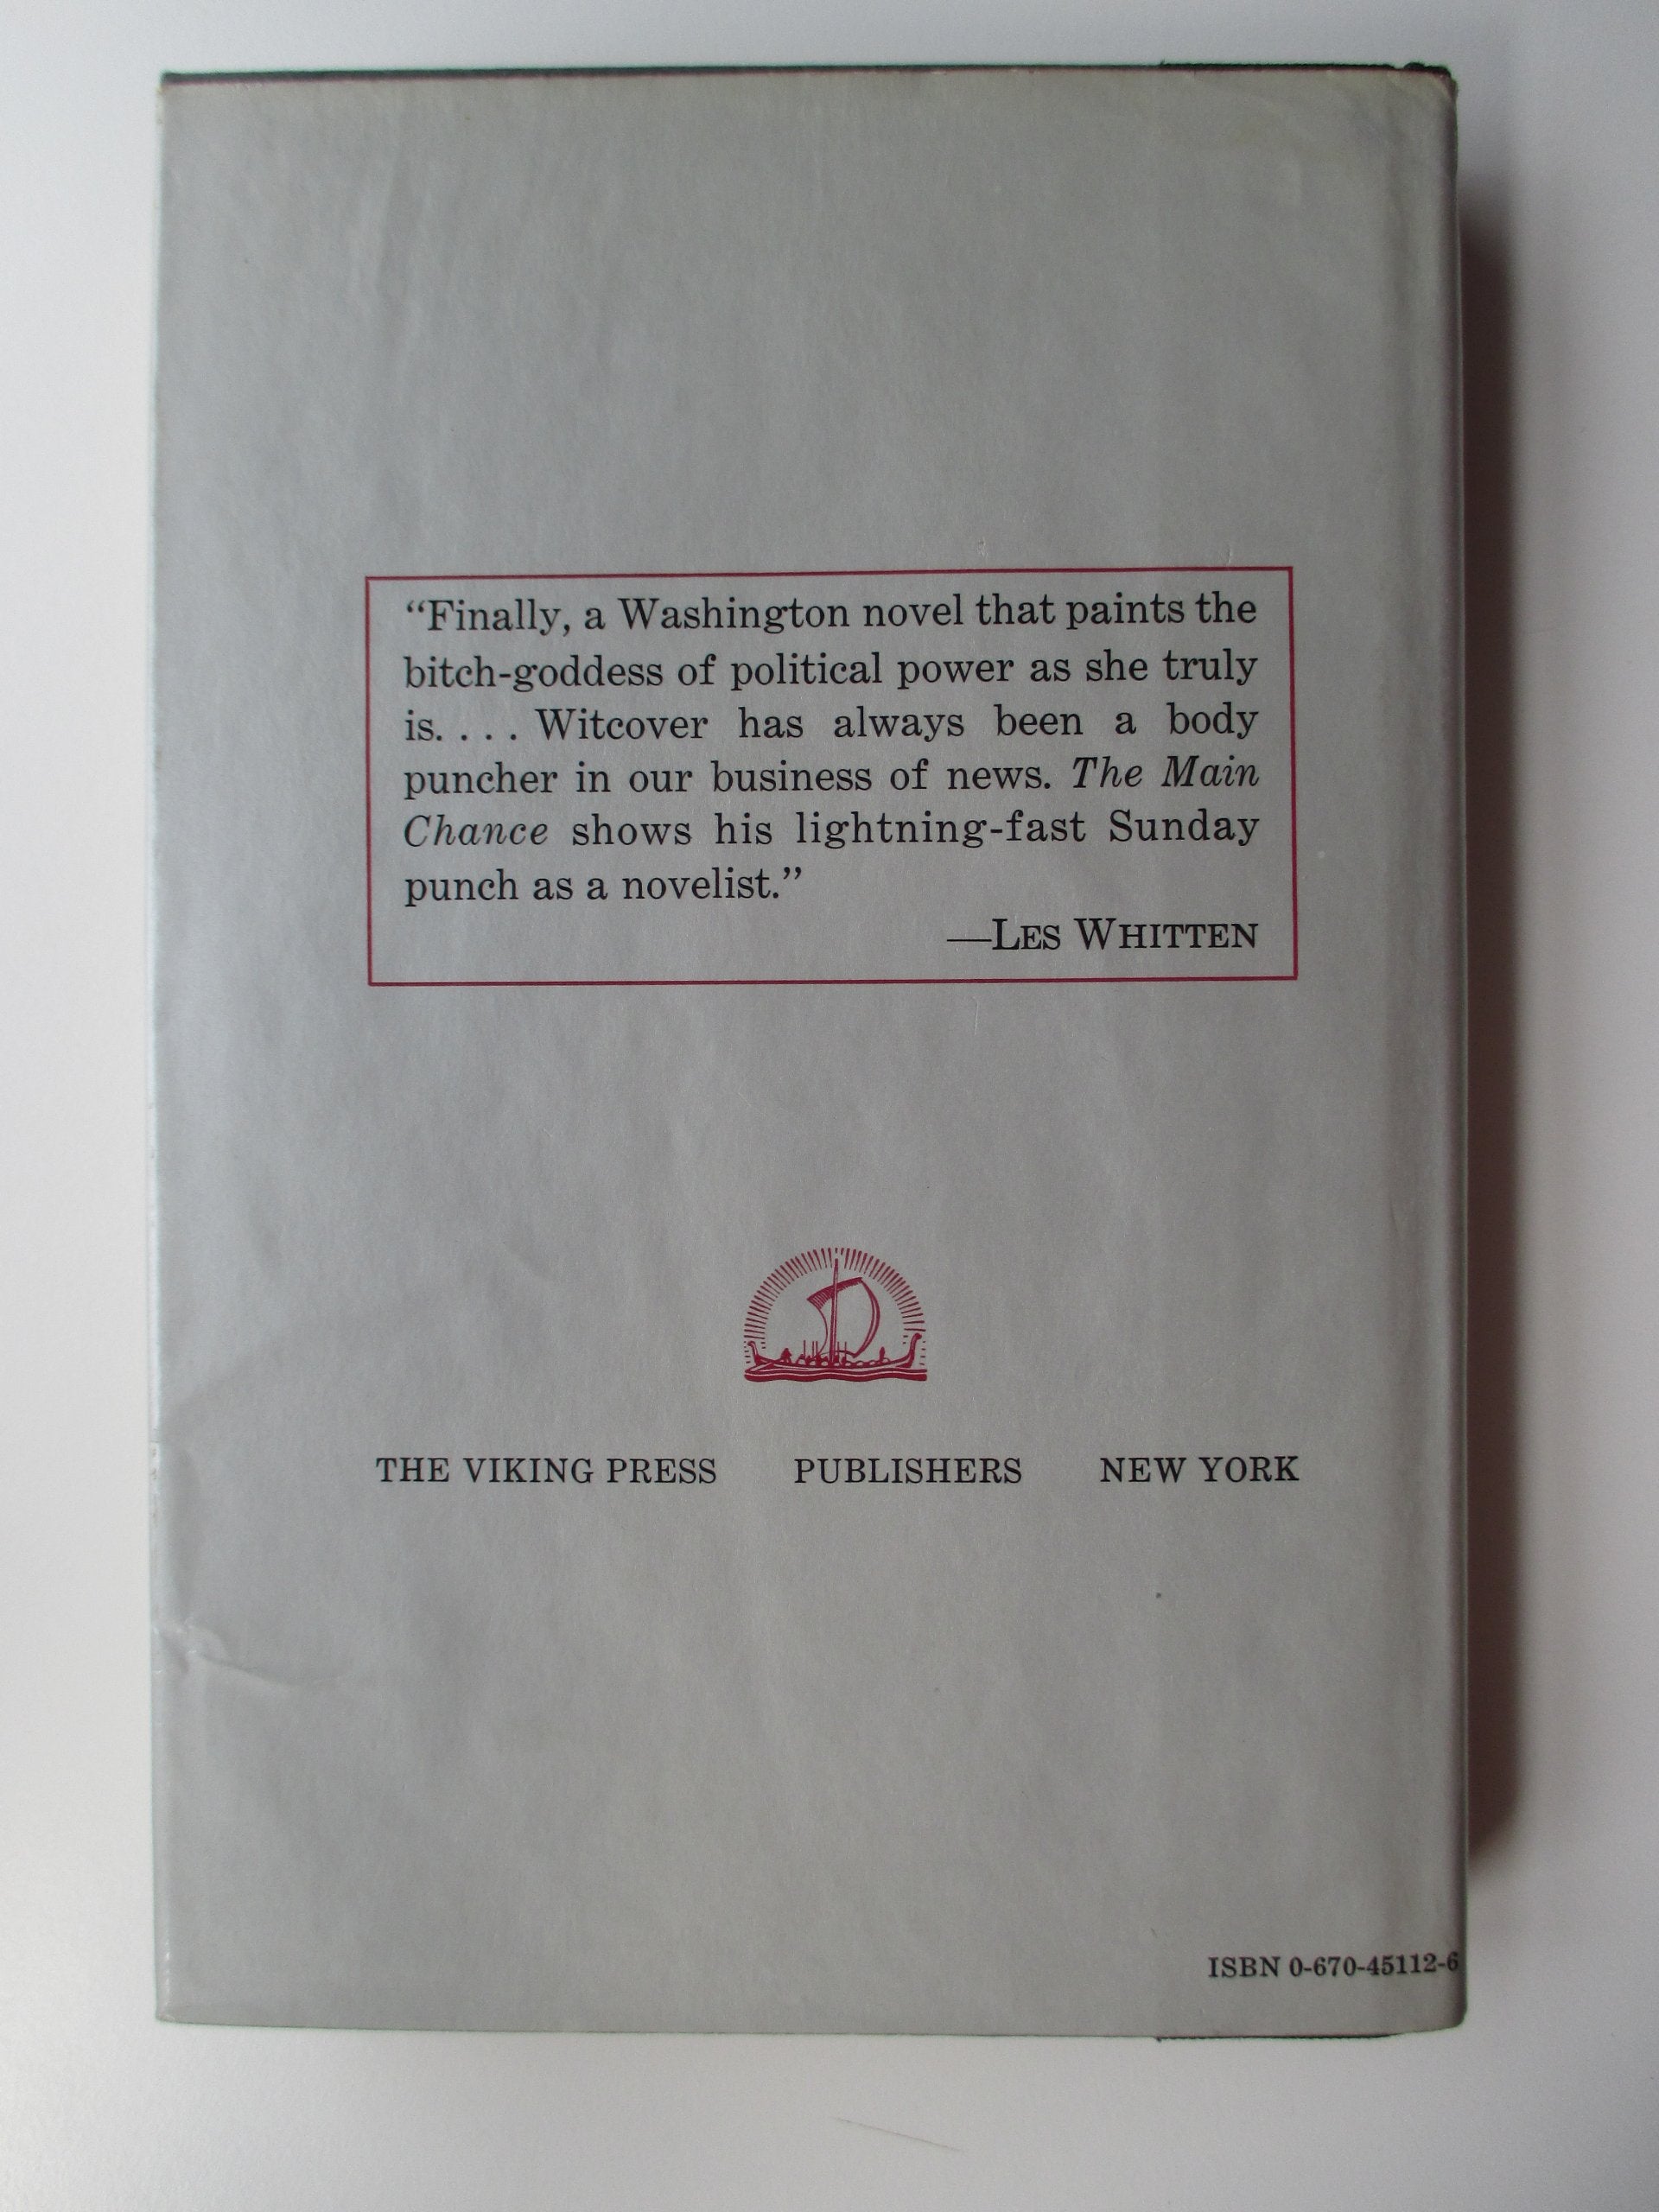 “Finally, a Washington novel that paints the
bitch-goddess of political power as she truly
is. . . . Witcover has always been a body
puncher in our business of news. The Main
Chance shows his lightning-fast Sunday
punch as a novelist.”
—LES WHITTEN
THE VIKING PRESS PUBLISHERS NEW YORK
ISBN 0-670-45112-6